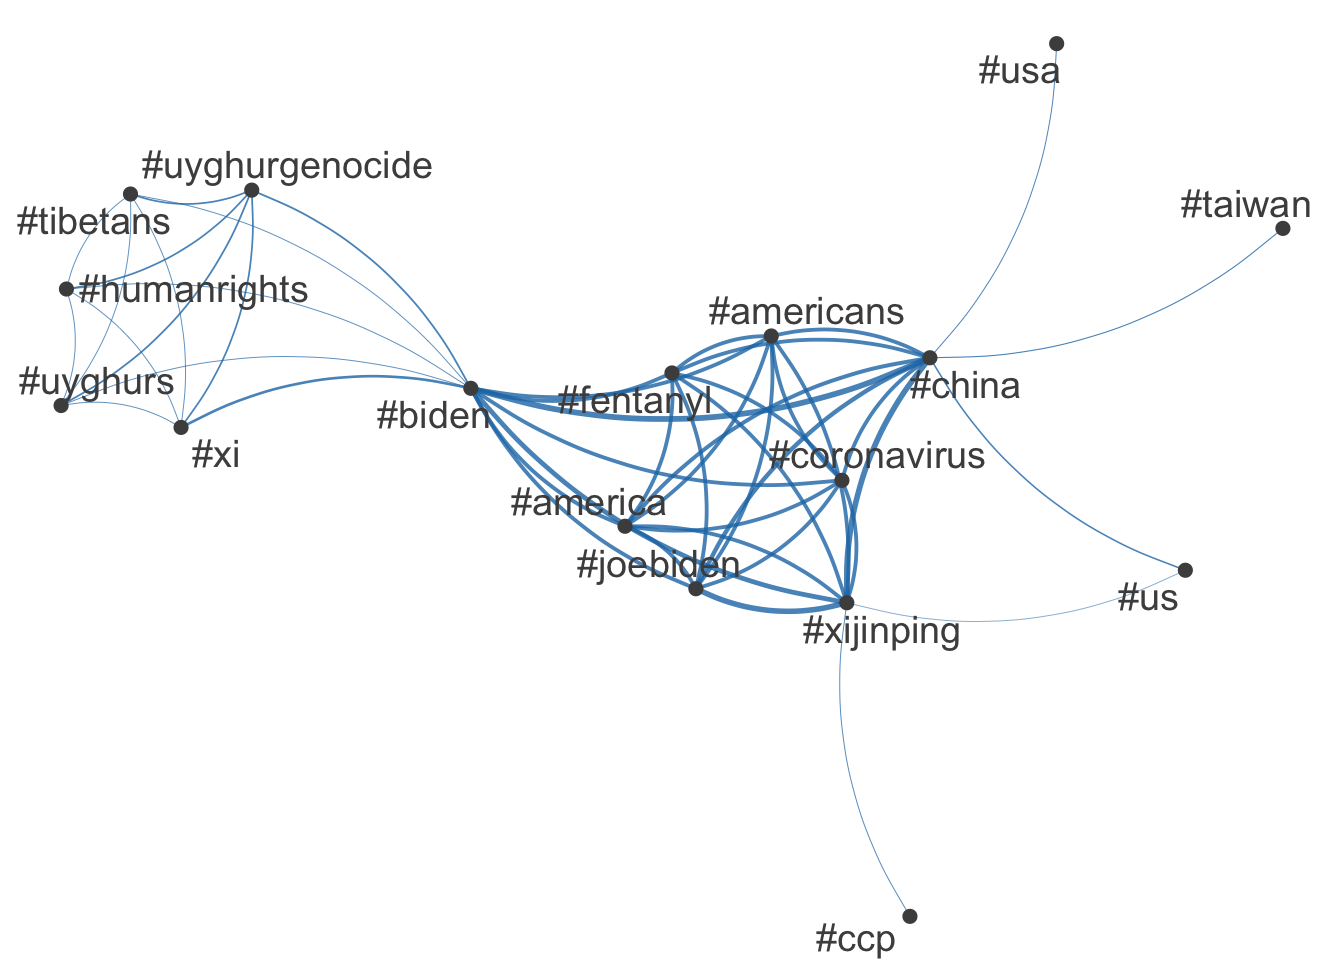 #usa
#uyghurgenocide
#taiwan
#tibetans
#humanrights
#americans
#uyghurs
#china
#fentanyl
#biden
#xi
#coronavirus
#america
#joebiden
#us
#xijinping
#ccp